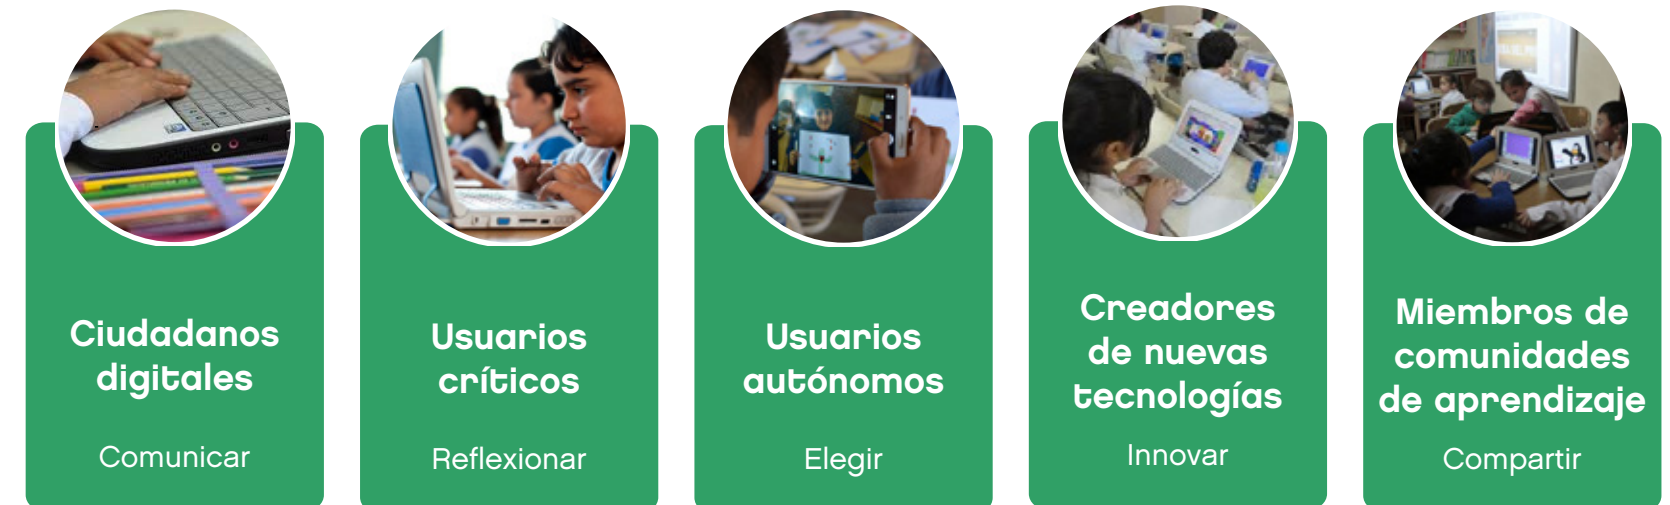 Ciudadanos
digitales
Comunicar
Usuarios
críticos
Reflexionar
Usuarios
autónomos
Elegir
Creadores
de nuevas
tecnologías
Innovar
Miembros de
comunidades
de aprendizaje
Compartir